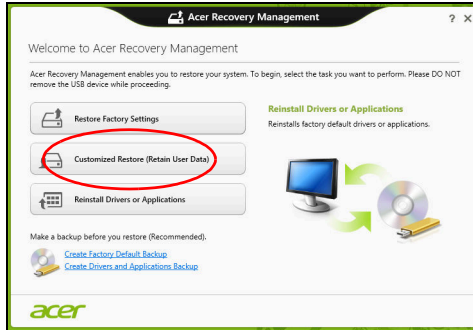 Acer Recovery Management
? X
Welcome to Acer Recovery Management
Acer Recovery Management enables you to restore your system. To begin, select the task you want to perform. Please DO NOT
remove the USB device while proceeding.
Restore Factory Settings
Customized Restore (Retain User Data)
Reinstall Drivers or Applications
Reinstall Drivers or Applications
Reinstalls factory default drivers or applications.
Make a backup before you restore (Recommended).
Create Factory Default Backup
Create Drivers and Applications Backup
acer